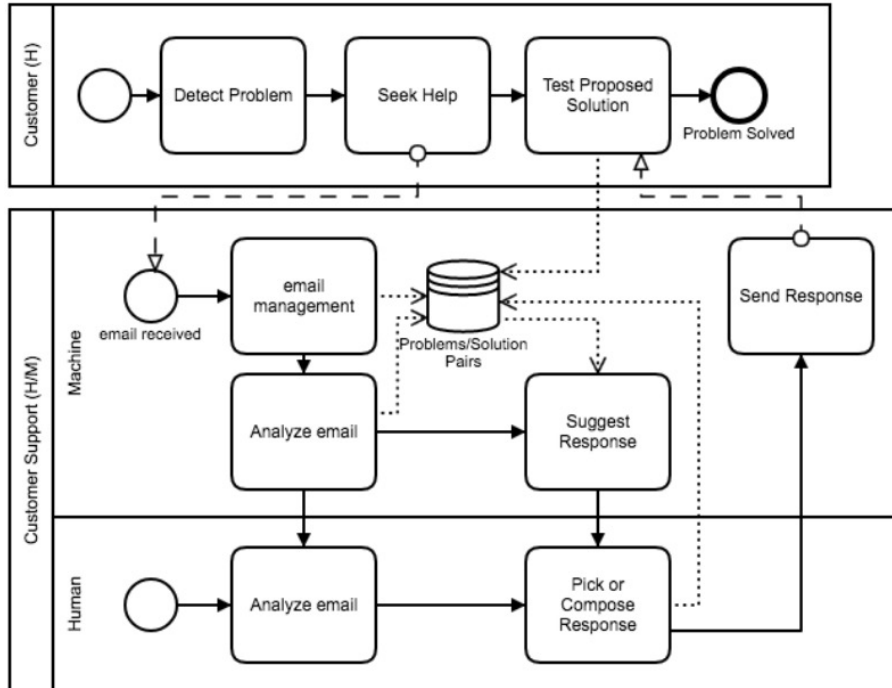 Customer (H)
Detect Problem
Seek Help
Test Proposed
Solution
Problem Solved
Customer Support (H/M)
Machine
email received
email
management
Problems/Solution
Pairs
Send Response
Analyze email
Suggest
Response
Human
Analyze email
Pick or
Compose
Response